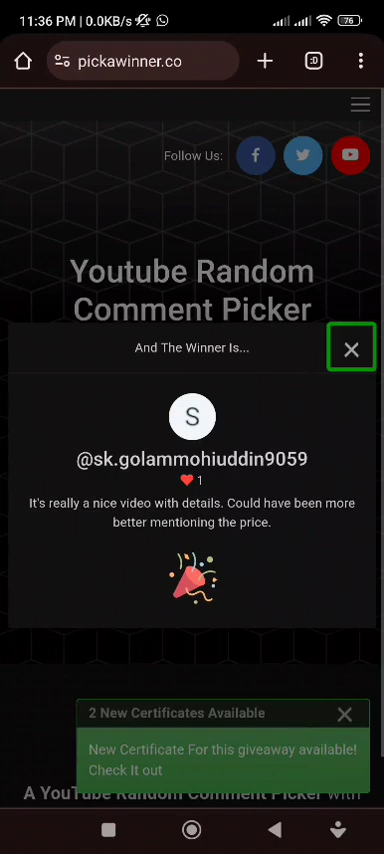 11:36 PM | 0.0KB/s
76
pickawinner.co
:D
Follow Us:
Youtube Random
Comment Picker
And The Winner Is...
S
@sk.golammohiuddin9059
1
It's really a nice video with details. Could have been more
better mentioning the price.
2 New Certificates Available
New Certificate For this giveaway available!
Check It out
A YouTube Random Comment Picker with